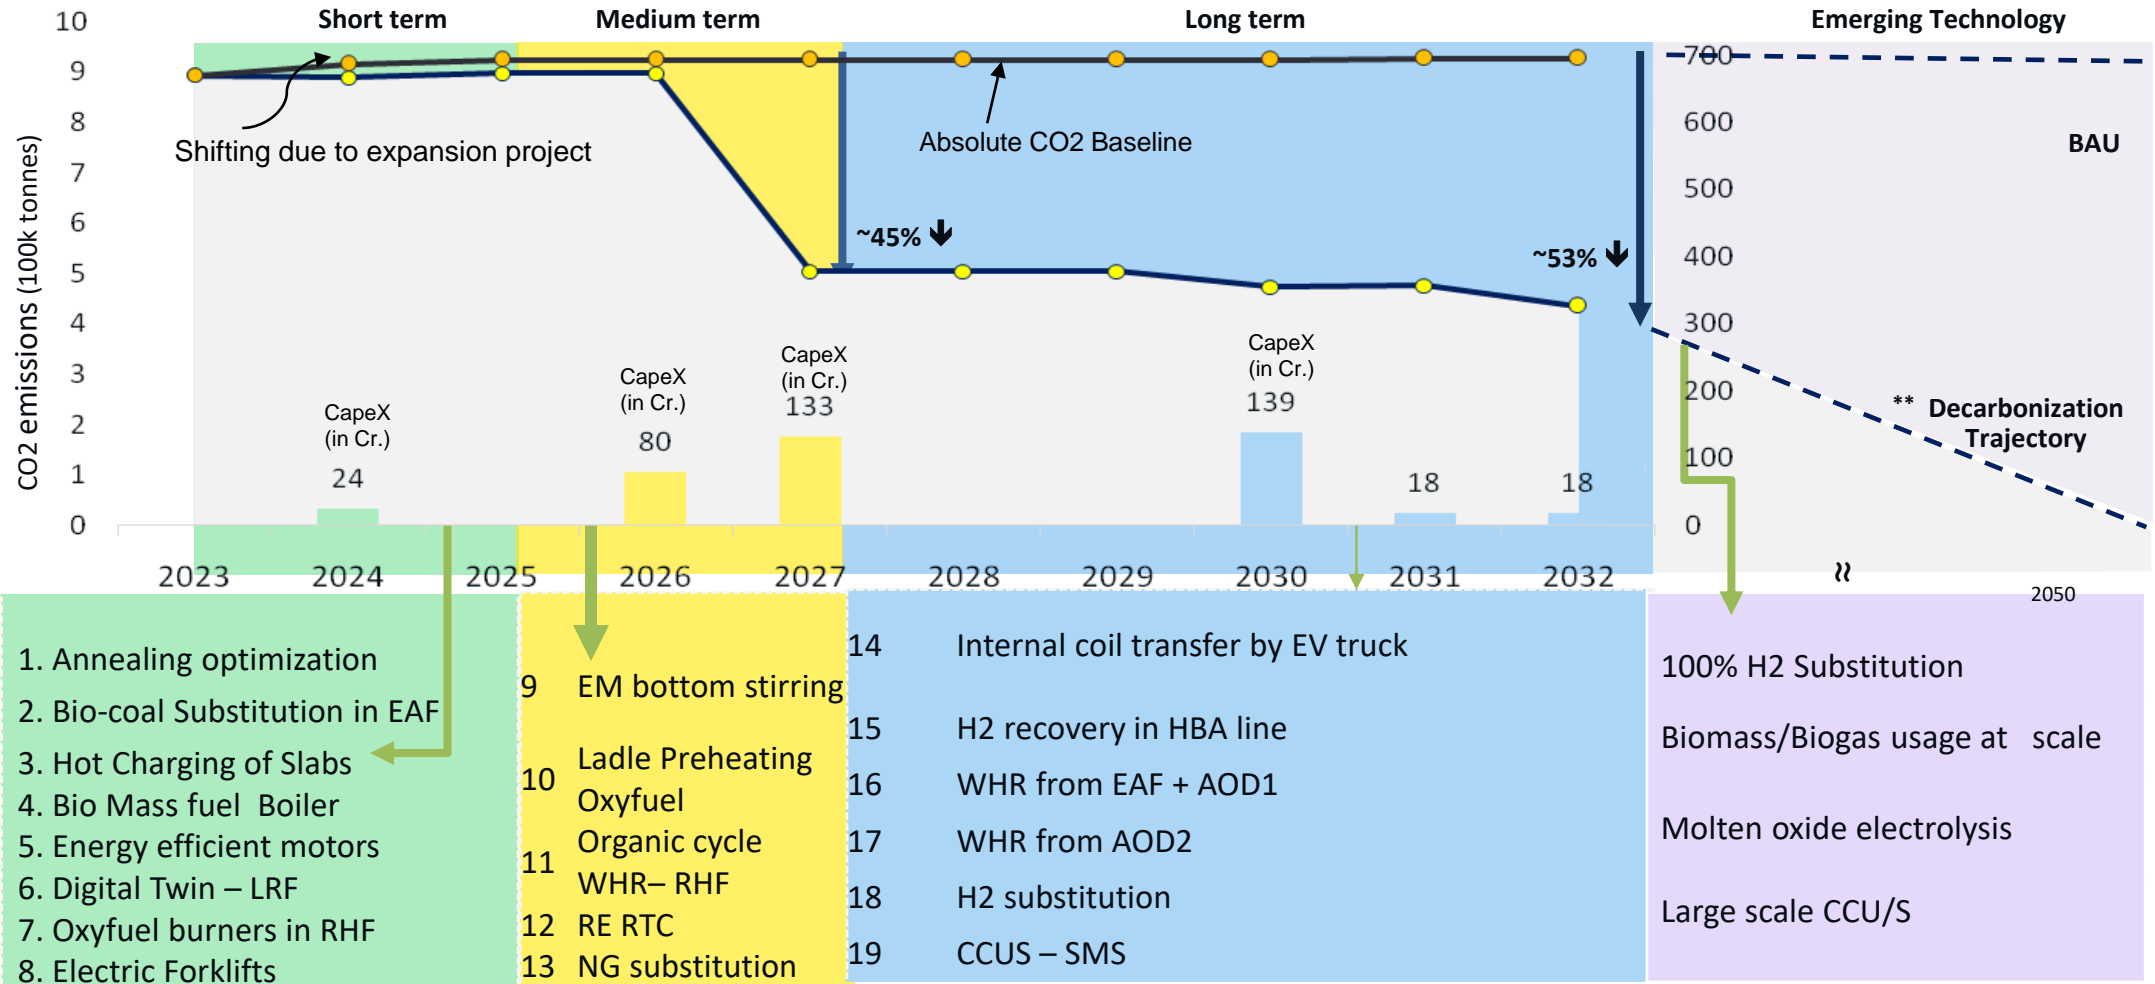 Short term
Medium term
Long term
Emerging Technology
CO2 emissions (100k tonnes)
10
9
8
7
6
5
4
3
2
1
0
700
600
500
400
300
200
100
0
Shifting due to expansion project
Absolute CO2 Baseline
BAU
~45% 🡻
~53% 🡻
** Decarbonization
Trajectory
CapeX
(in Cr.)
24
CapeX
(in Cr.)
80
CapeX
(in Cr.)
133
CapeX
(in Cr.)
139
18
18
2023
2024
2025
2026
2027
2028
2029
2030
2031
2032
≈
2050
1. Annealing optimization
2. Bio-coal Substitution in EAF
3. Hot Charging of Slabs
4. Bio Mass fuel Boiler
5. Energy efficient motors
6. Digital Twin – LRF
7. Oxyfuel burners in RHF
8. Electric Forklifts
9 EM bottom stirring
10 Ladle Preheating
Oxyfuel
11 Organic cycle
WHR– RHF
12 RE RTC
13 NG substitution
14 Internal coil transfer by EV truck
15 H2 recovery in HBA line
16 WHR from EAF + AOD1
17 WHR from AOD2
18 H2 substitution
19 CCUS – SMS
100% H2 Substitution
Biomass/Biogas usage at scale
Molten oxide electrolysis
Large scale CCU/S